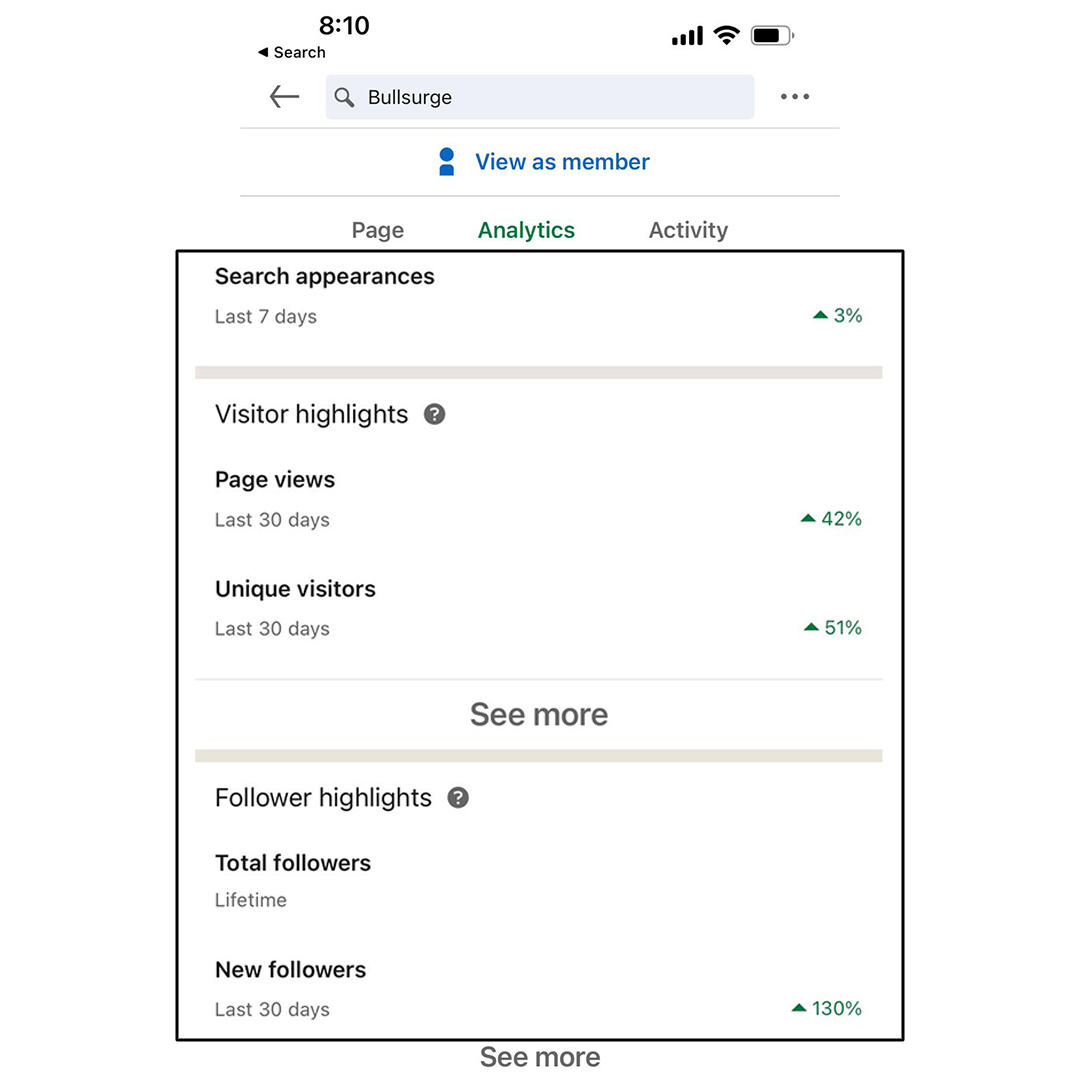 8:10
◀ Search
Bullsurge
View as member
Page Analytics Activity
Search appearances
Last 7 days ▲ 3%
Visitor highlights ?
Page views
Last 30 days ▲ 42%
Unique visitors
Last 30 days ▲ 51%
See more
Follower highlights ?
Total followers
Lifetime
New followers
Last 30 days ▲ 130%
See more